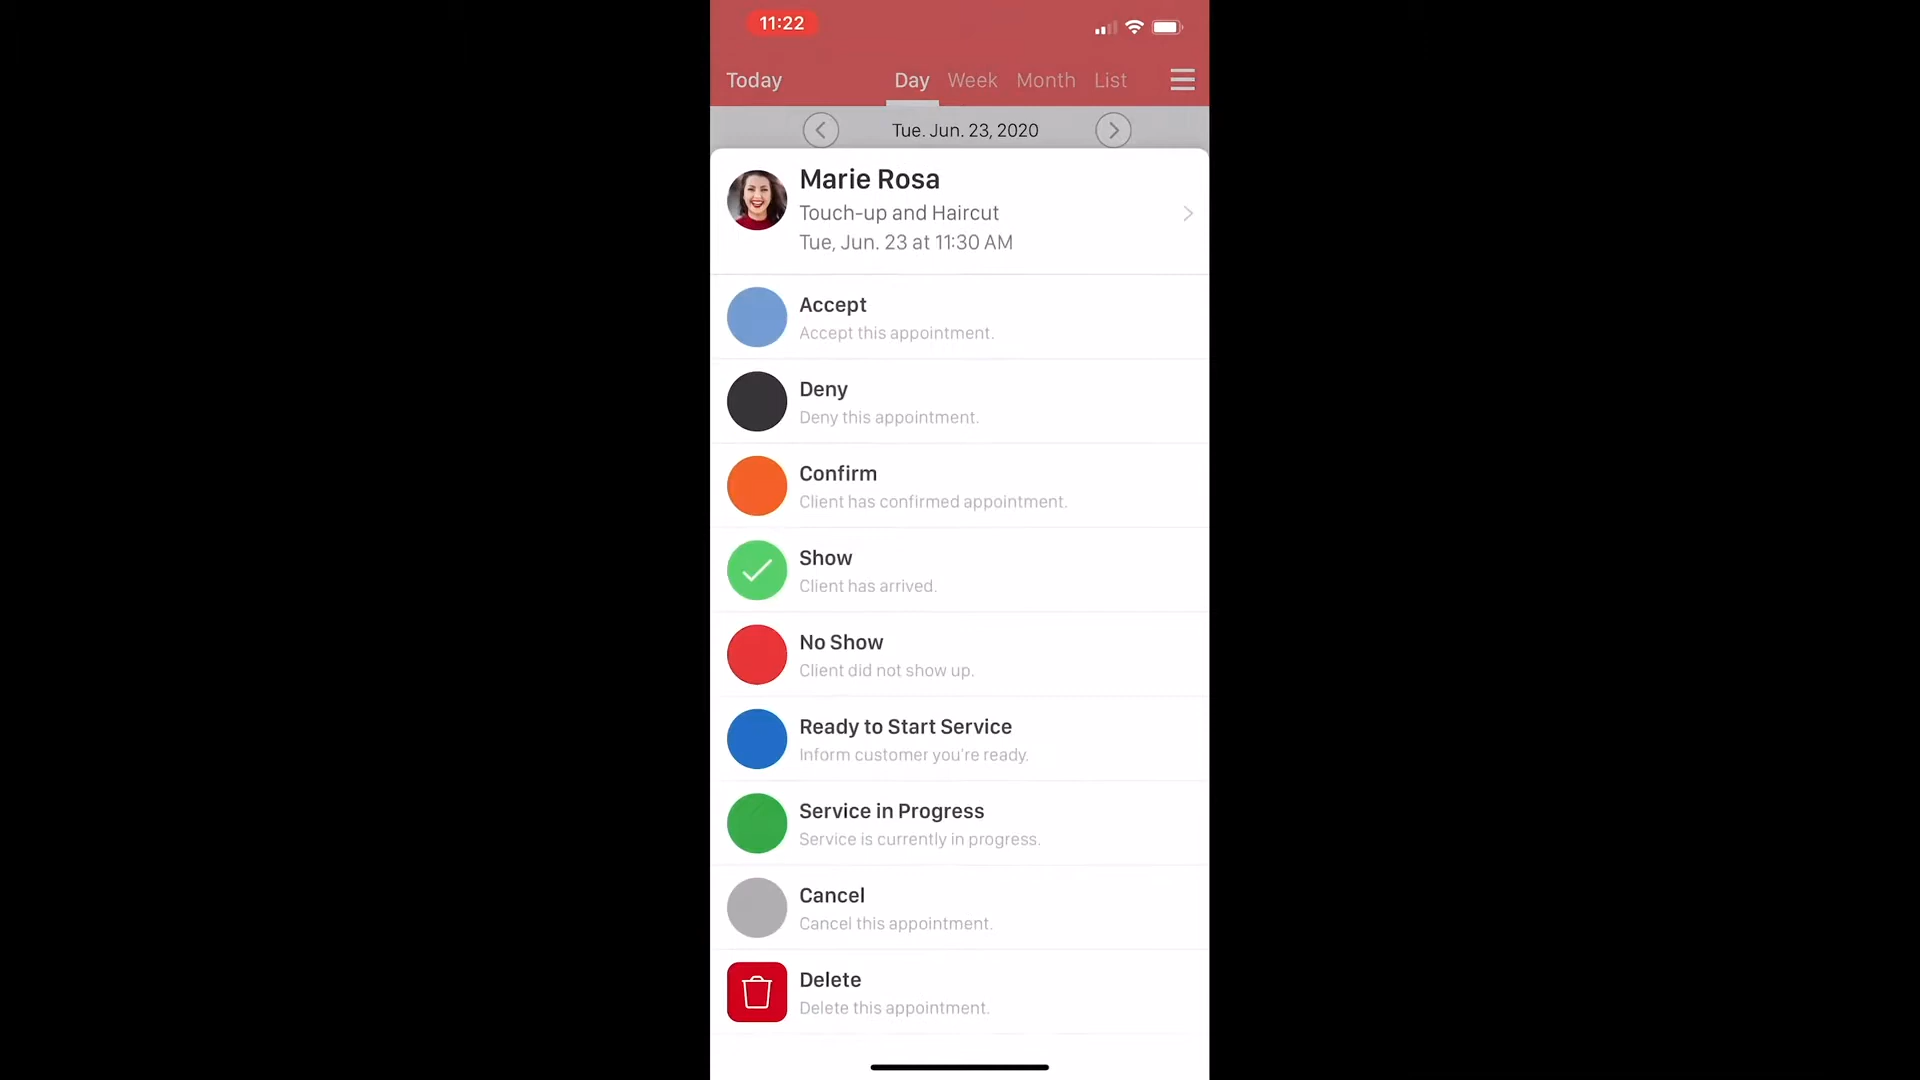 11:22
Today Day Week Month List
Tue. Jun. 23, 2020
Marie Rosa
Touch-up and Haircut
Tue, Jun. 23 at 11:30 AM
Accept
Accept this appointment.
Deny
Deny this appointment.
Confirm
Client has confirmed appointment.
Show
Client has arrived.
No Show
Client did not show up.
Ready to Start Service
Inform customer you're ready.
Service in Progress
Service is currently in progress.
Cancel
Cancel this appointment.
Delete
Delete this appointment.